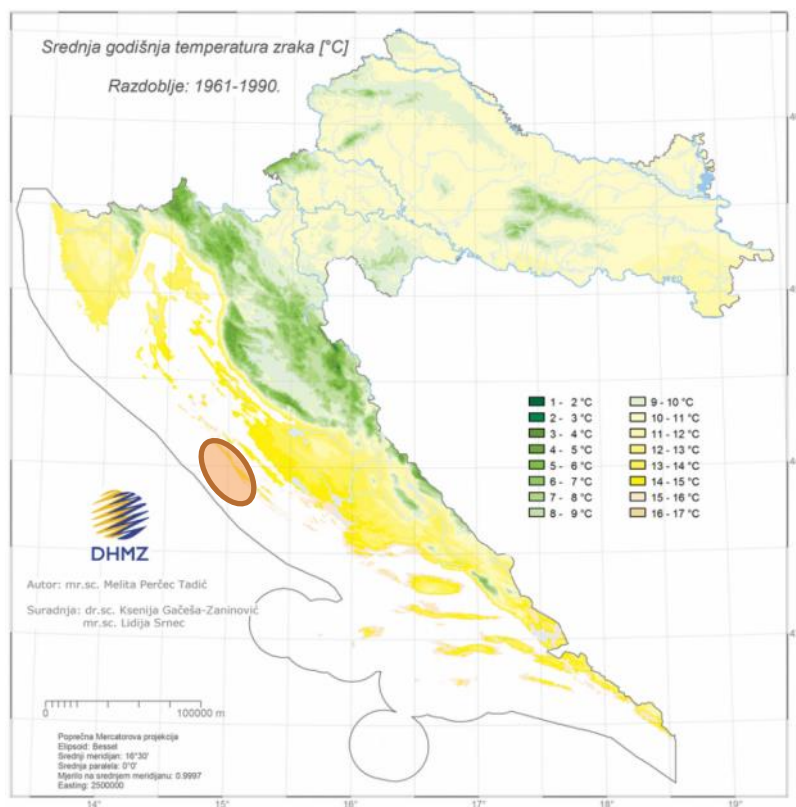 Srednja godišnja temperatura zraka [°C]
Razdoblje: 1961-1990.
1 - 2 °C
2 - 3 °C
3 - 4 °C
4 - 5 °C
5 - 6 °C
6 - 7 °C
7 - 8 °C
8 - 9 °C
9 - 10 °C
10 - 11 °C
11 - 12 °C
12 - 13 °C
13 - 14 °C
14 - 15 °C
15 - 16 °C
16 - 17 °C
DHMZ
Autor: mr.sc. Melita Perčec Tadić
Suradnja: dr.sc. Ksenija Gačeša-Zaninović
mr.sc. Lidija Srnec
0 100000 m
Poprečna Mercatorova projekcija
Elipsoid: Bessel
Srednji meridijan: 16°30'
Srednja paralela: 0°0'
Mjerilo na srednjem meridijanu: 0.9997
Easting: 2500000
14° 15° 16° 17° 18° 19°